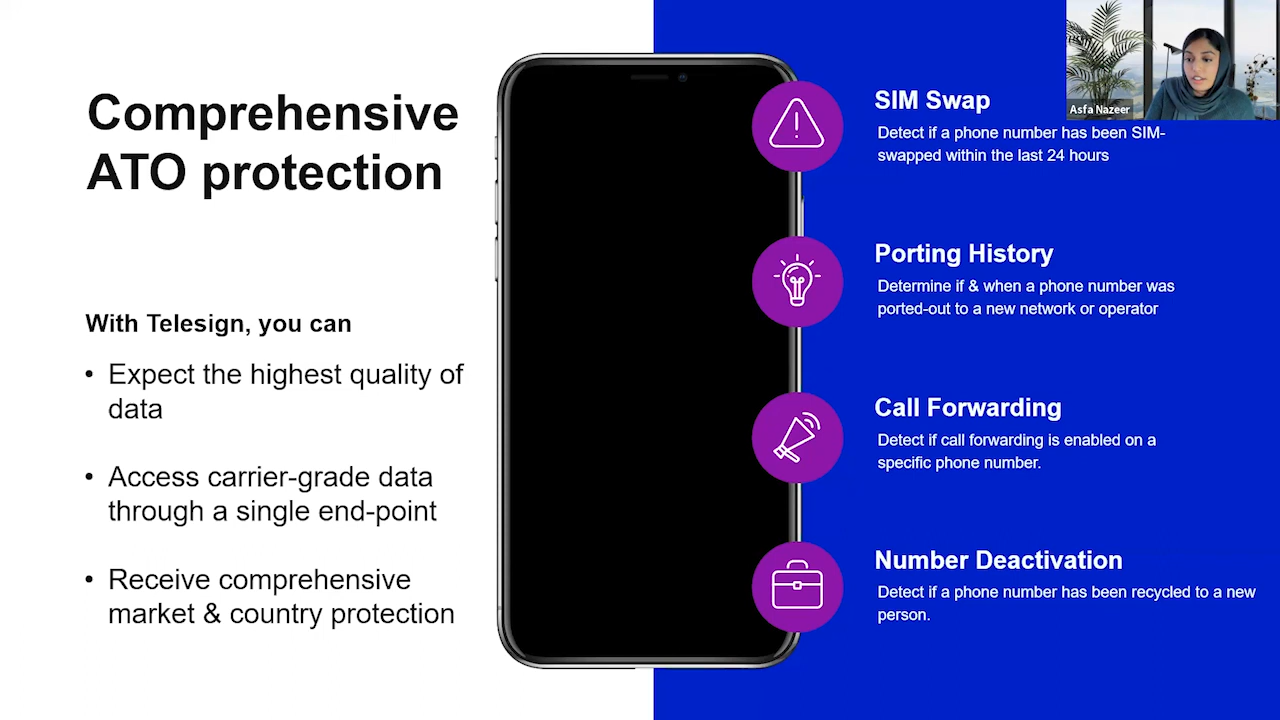 Comprehensive
ATO protection
With Telesign, you can
• Expect the highest quality of
data
• Access carrier-grade data
through a single end-point
• Receive comprehensive
market & country protection
SIM Swap
Detect if a phone number has been SIM-
swapped within the last 24 hours
Porting History
Determine if & when a phone number was
ported-out to a new network or operator
Call Forwarding
Detect if call forwarding is enabled on a
specific phone number.
Number Deactivation
Detect if a phone number has been recycled to a new
person.
Asfa Nazeer